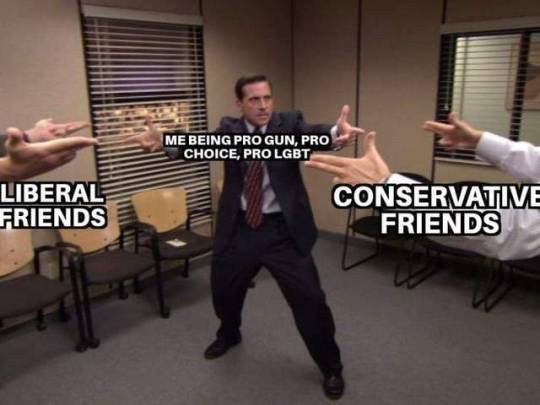 ME BEING PRO GUN, PRO
CHOICE, PRO LGBT
LIBERAL
FRIENDS
CONSERVATIVE
FRIENDS